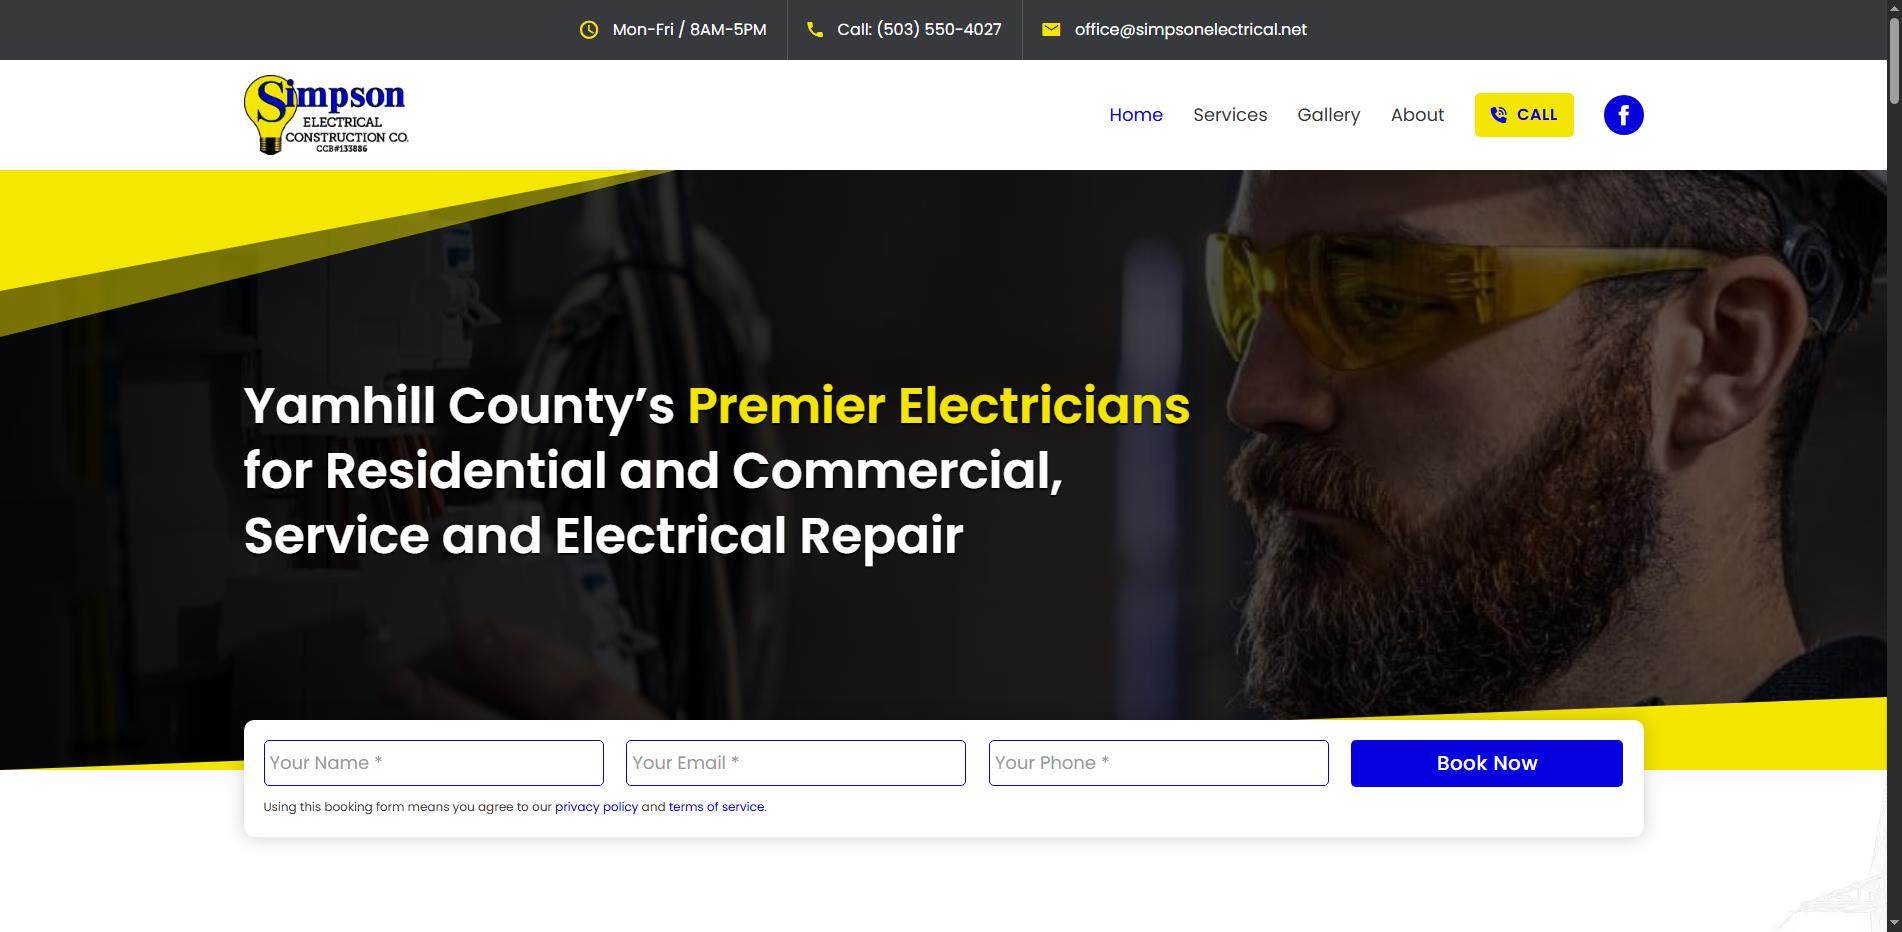 Mon-Fri / 8AM-5PM
Call: (503) 550-4027
office@simpsonelectrical.net
Simpson
ELECTRICAL
CONSTRUCTION CO.
CCB#133886
Home
Services
Gallery
About
CALL
Yamhill County’s Premier Electricians
for Residential and Commercial,
Service and Electrical Repair
Your Name *
Your Email *
Your Phone *
Book Now
Using this booking form means you agree to our privacy policy and terms of service.